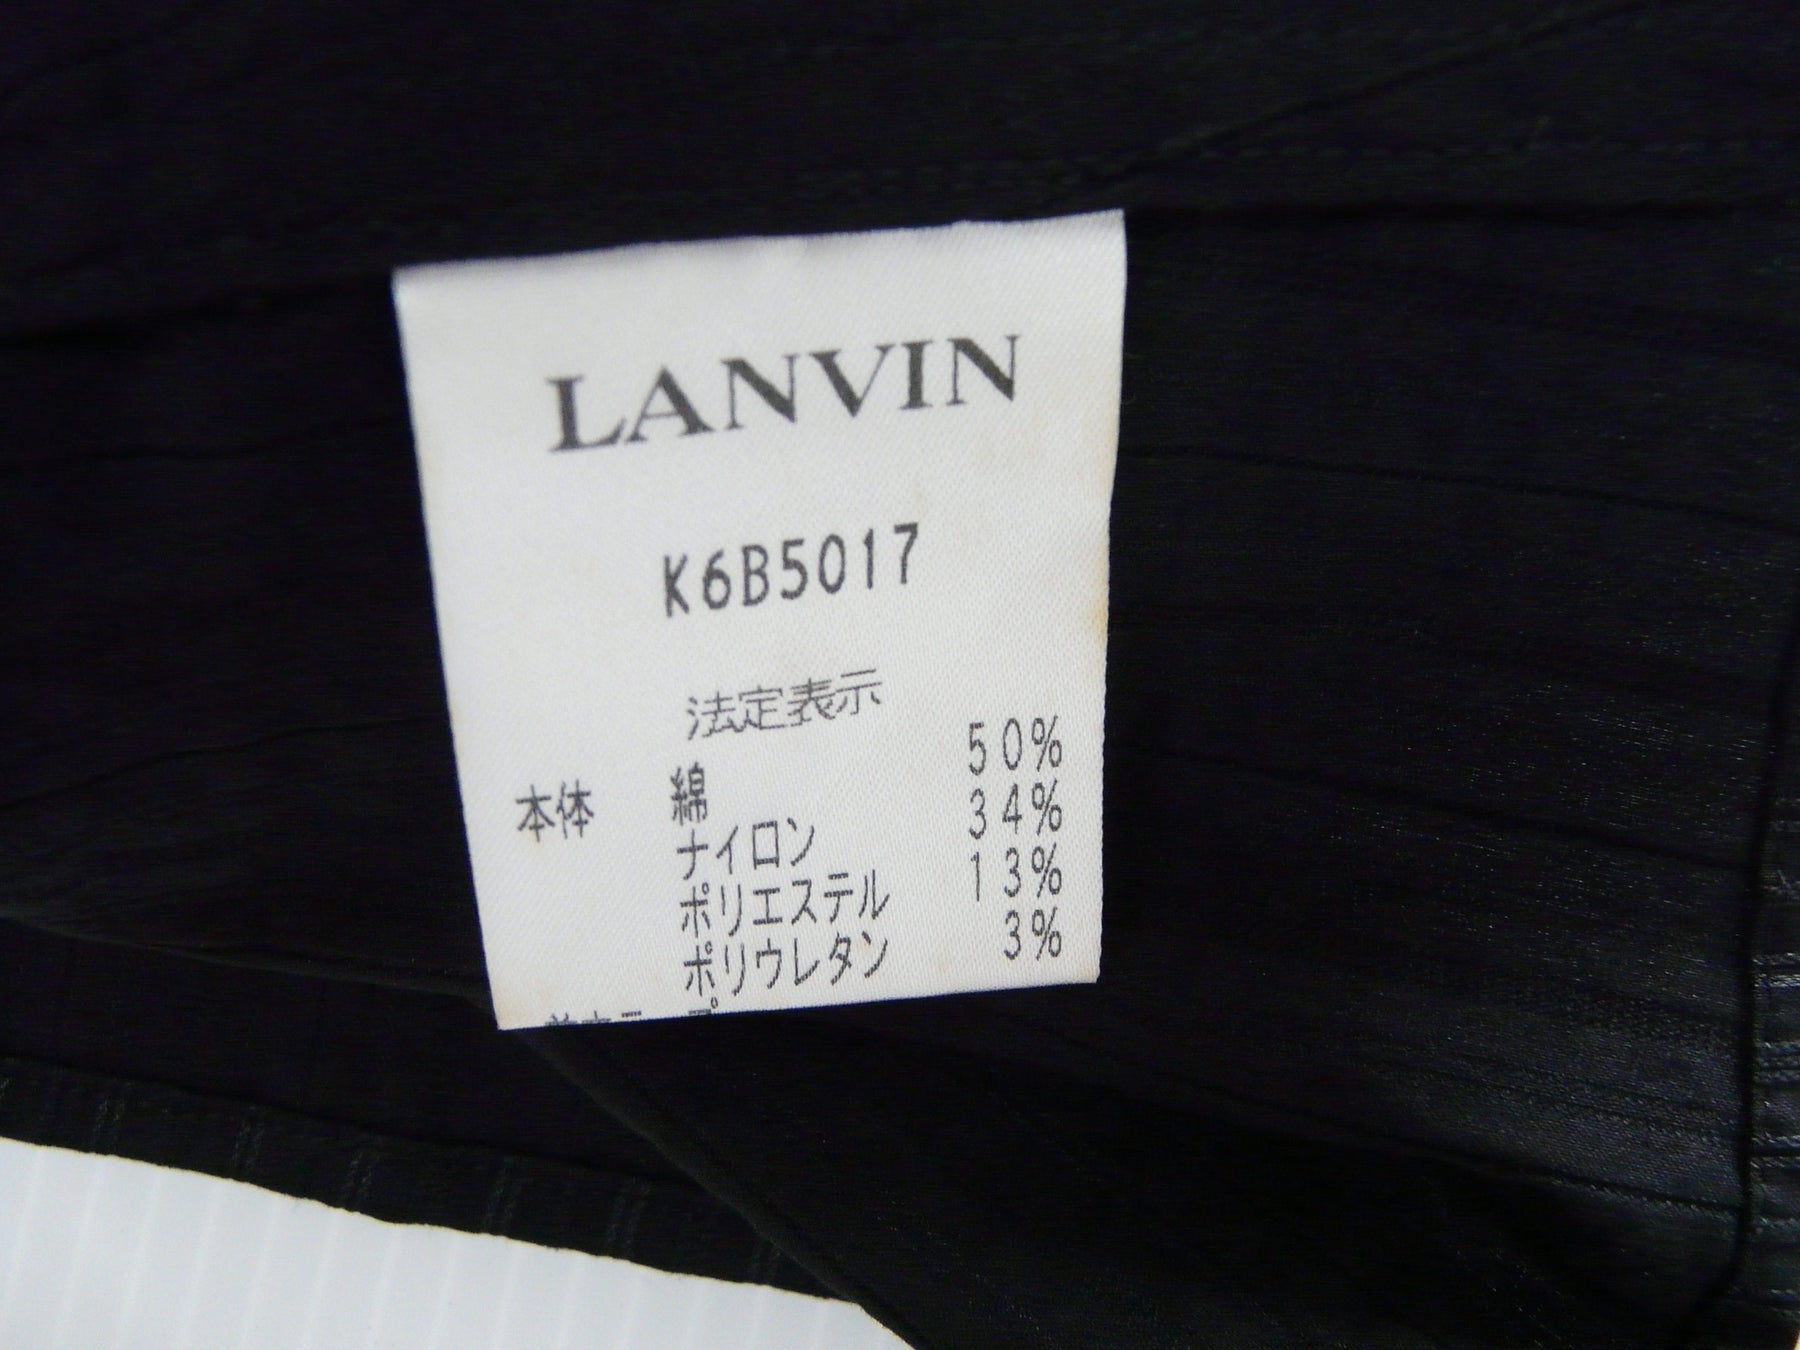 LANVIN
K6B5017
法定表示
本体 綿 50%
ナイロン 34%
ポリエステル 13%
ポリウレタン 3%